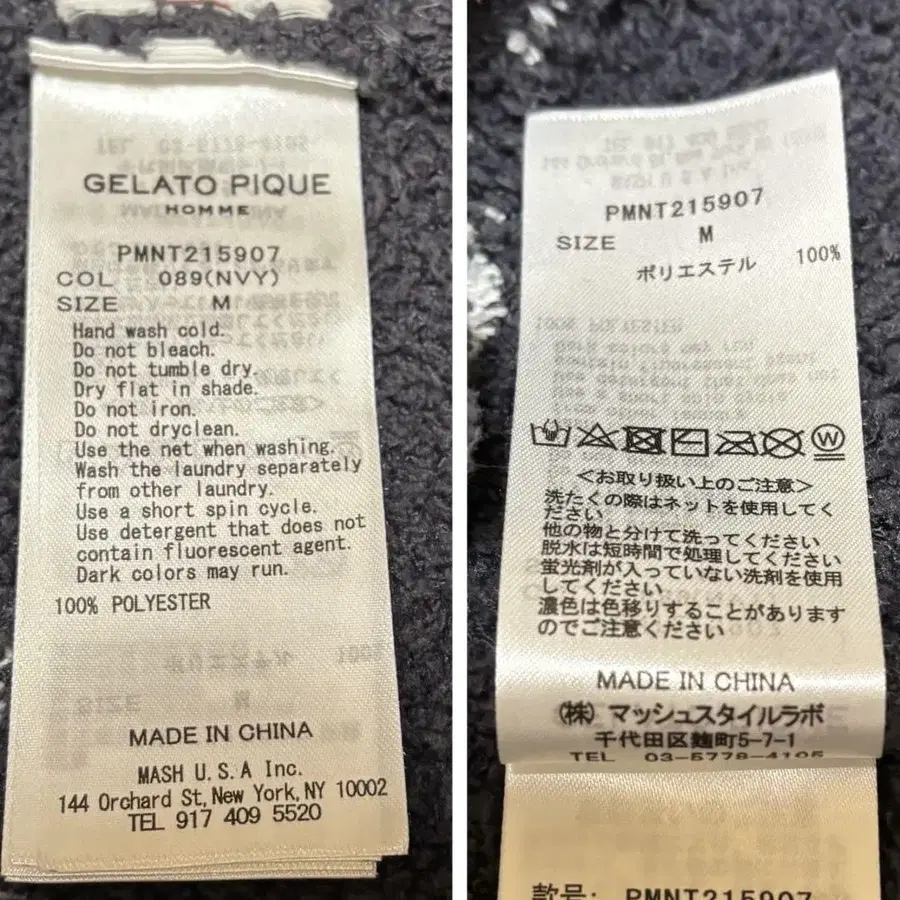 GELATO PIQUE
HOMME
PMNT215907
COL 089(NVY)
SIZE M
Hand wash cold.
Do not bleach.
Do not tumble dry.
Dry flat in shade.
Do not iron.
Do not dryclean.
Use the net when washing.
Wash the laundry separately
from other laundry.
Use a short spin cycle.
Use detergent that does not
contain fluorescent agent.
Dark colors may run.
100% POLYESTER
MADE IN CHINA
MASH U.S.A Inc.
144 Orchard St, New York, NY 10002
TEL 917 409 5520
PMNT215907
SIZE M
ポリエステル 100%
W
<お取り扱い上のご注意>
洗たくの際はネットを使用してく
ださい
他の物と分けて洗ってください
脱水は短時間で処理してください
蛍光剤が入っていない洗剤を使用
してください
濃色は色移りすることがあります
のでご注意ください
MADE IN CHINA
(株) マッシュスタイルラボ
千代田区麹町5-7-1
TEL 03-5778-4105
款号: PMNT215907